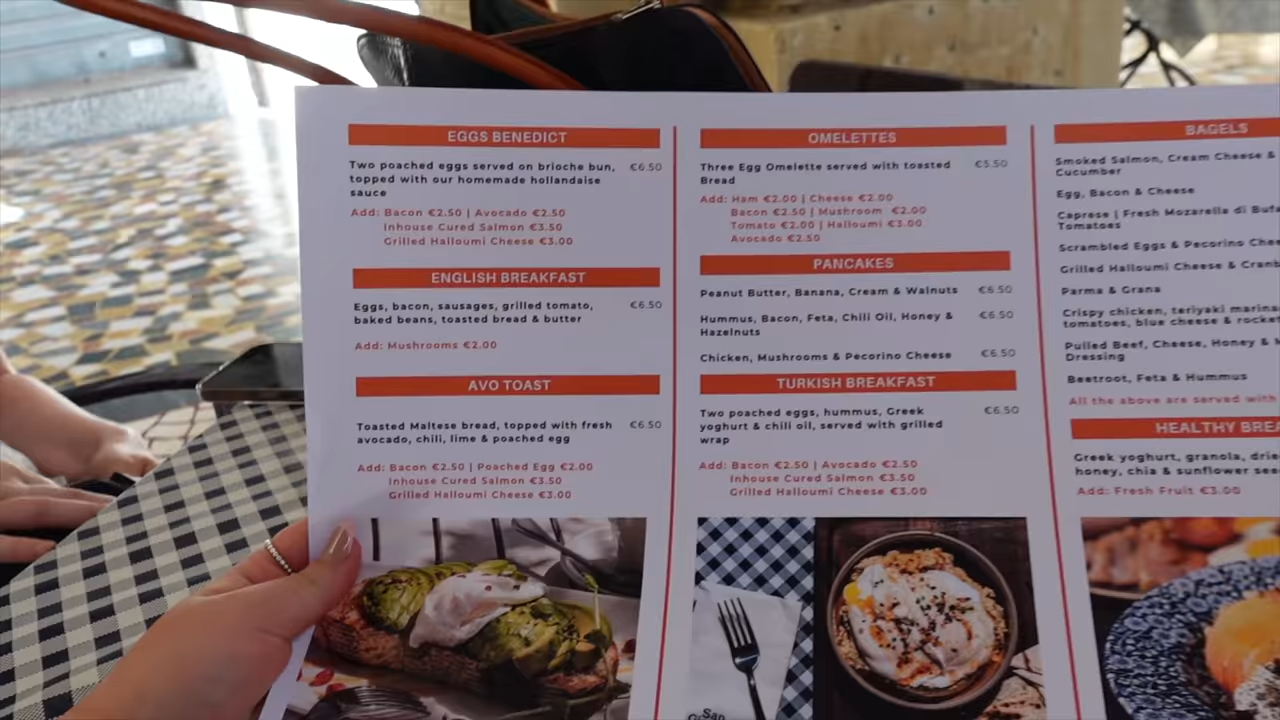 EGGS BENEDICT
Two poached eggs served on brioche bun, €6.50
topped with our homemade hollandaise
sauce
Add: Bacon €2.50 | Avocado €2.50
Inhouse Cured Salmon €3.50
Grilled Halloumi Cheese €3.00
ENGLISH BREAKFAST
Eggs, bacon, sausages, grilled tomato, €6.50
baked beans, toasted bread & butter
Add: Mushrooms €2.00
AVO TOAST
Toasted Maltese bread, topped with fresh €6.50
avocado, chili, lime & poached egg
Add: Bacon €2.50 | Poached Egg €2.00
Inhouse Cured Salmon €3.50
Grilled Halloumi Cheese €3.00
OMELETTES
Three Egg Omelette served with toasted €5.50
Bread
Add: Ham €2.00 | Cheese €2.00
Bacon €2.50 | Mushroom €2.00
Tomato €2.00 | Halloumi €3.00
Avocado €2.50
PANCAKES
Peanut Butter, Banana, Cream & Walnuts €6.50
Hummus, Bacon, Feta, Chili Oil, Honey & €6.50
Hazelnuts
Chicken, Mushrooms & Pecorino Cheese €6.50
TURKISH BREAKFAST
Two poached eggs, hummus, Greek €6.50
yoghurt & chili oil, served with grilled
wrap
Add: Bacon €2.50 | Avocado €2.50
Inhouse Cured Salmon €3.50
Grilled Halloumi Cheese €3.00
San
BAGELS
Smoked Salmon, Cream Cheese &
Cucumber
Egg, Bacon & Cheese
Caprese | Fresh Mozarella di Bufa
Tomatoes
Scrambled Eggs & Pecorino Chee
Grilled Halloumi Cheese & Cranb
Parma & Grana
Crispy chicken, teriyaki marina
tomatoes, blue cheese & rocket
Pulled Beef, Cheese, Honey & M
Dressing
Beetroot, Feta & Hummus
All the above are served with
HEALTHY BREA
Greek yoghurt, granola, drie
honey, chia & sunflower see
Add: Fresh Fruit €3.00